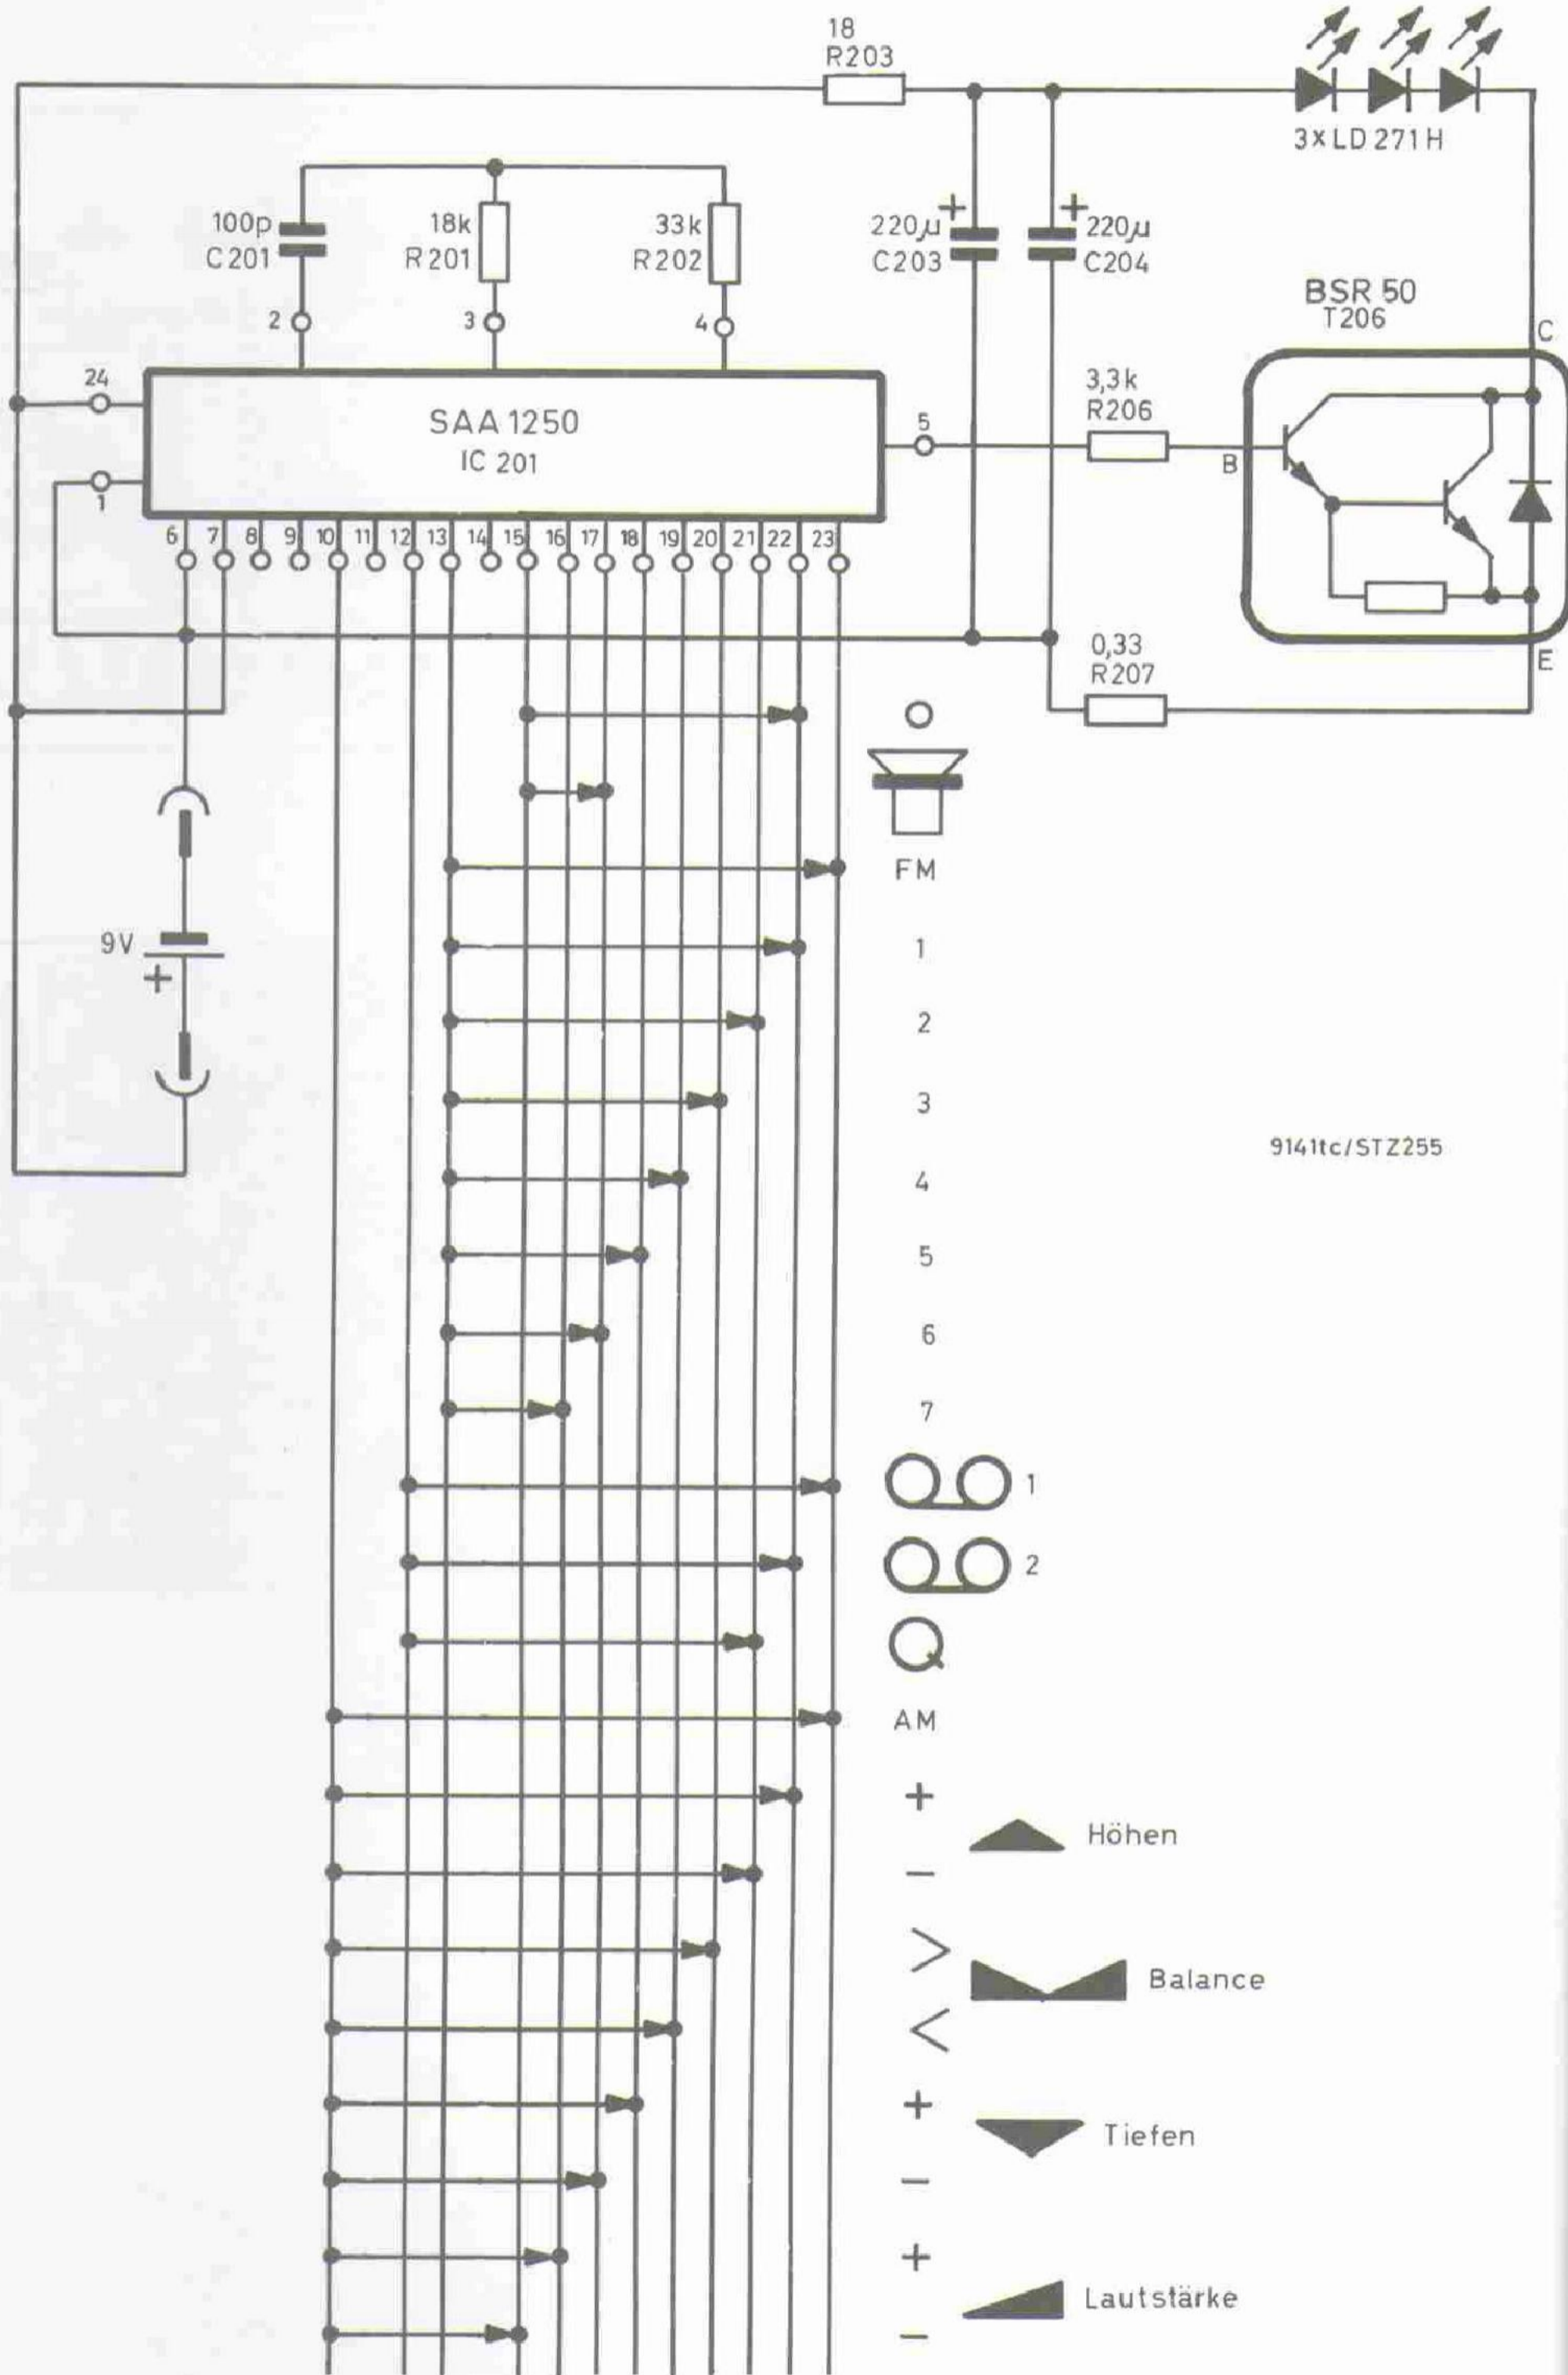 18
R203
3xLD 271 H
100p
C201
18k
R201
33k
R202
+
220µ
C203
+
220µ
C204
BSR 50
T206
C
2
3
4
24
SAA 1250
IC 201
5
3,3k
R206
B
1
6 7 8 9 10 11 12 13 14 15 16 17 18 19 20 21 22 23
0,33
R207
E
FM
9V
+
1
2
3
9141tc/STZ255
4
5
6
7
1
2
AM
+
Höhen
−
>
Balance
<
+
Tiefen
−
+
Lautstärke
−